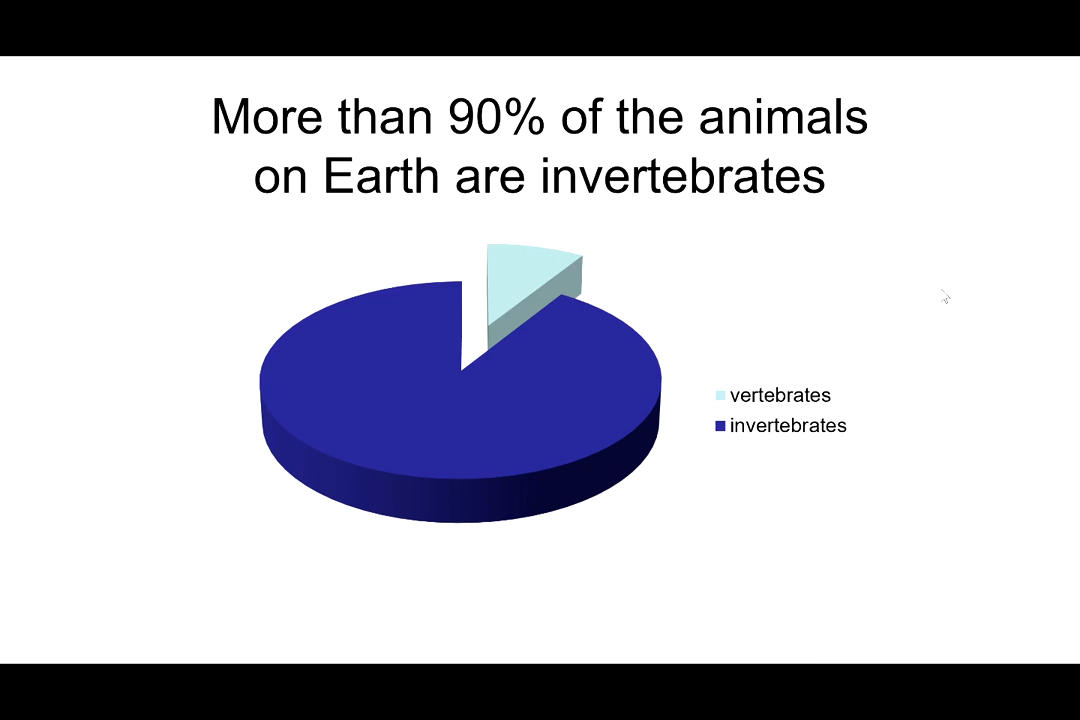 More than 90% of the animals
on Earth are invertebrates
vertebrates
invertebrates